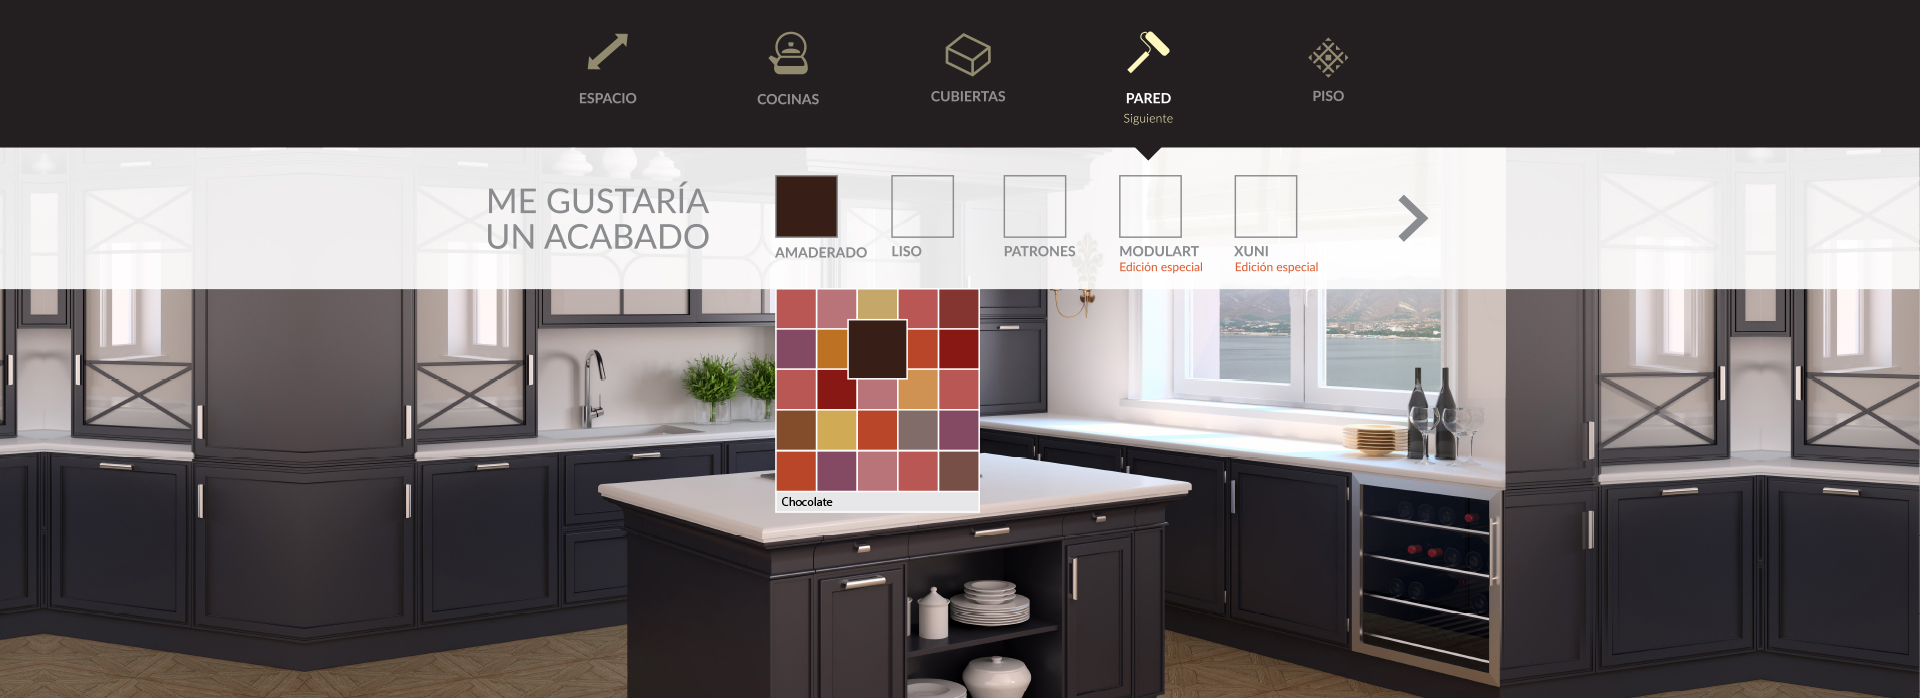 ESPACIO
COCINAS
CUBIERTAS
PARED
Siguiente
PISO
ME GUSTARÍA
UN ACABADO
AMADERADO
LISO
PATRONES
MODULART
Edición especial
XUNI
Edición especial
Chocolate